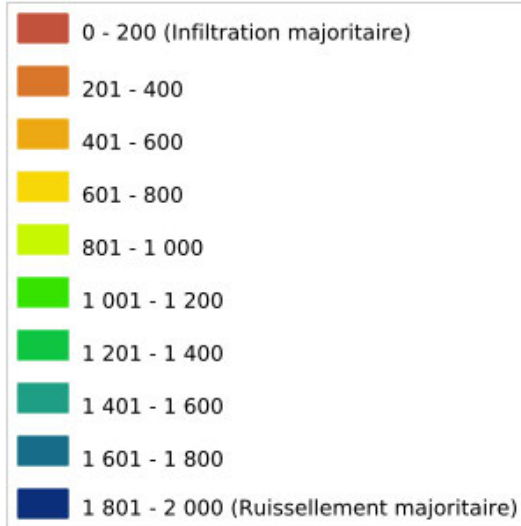 0 - 200 (Infiltration majoritaire)
201 - 400
401 - 600
601 - 800
801 - 1 000
1 001 - 1 200
1 201 - 1 400
1 401 - 1 600
1 601 - 1 800
1 801 - 2 000 (Ruissellement majoritaire)